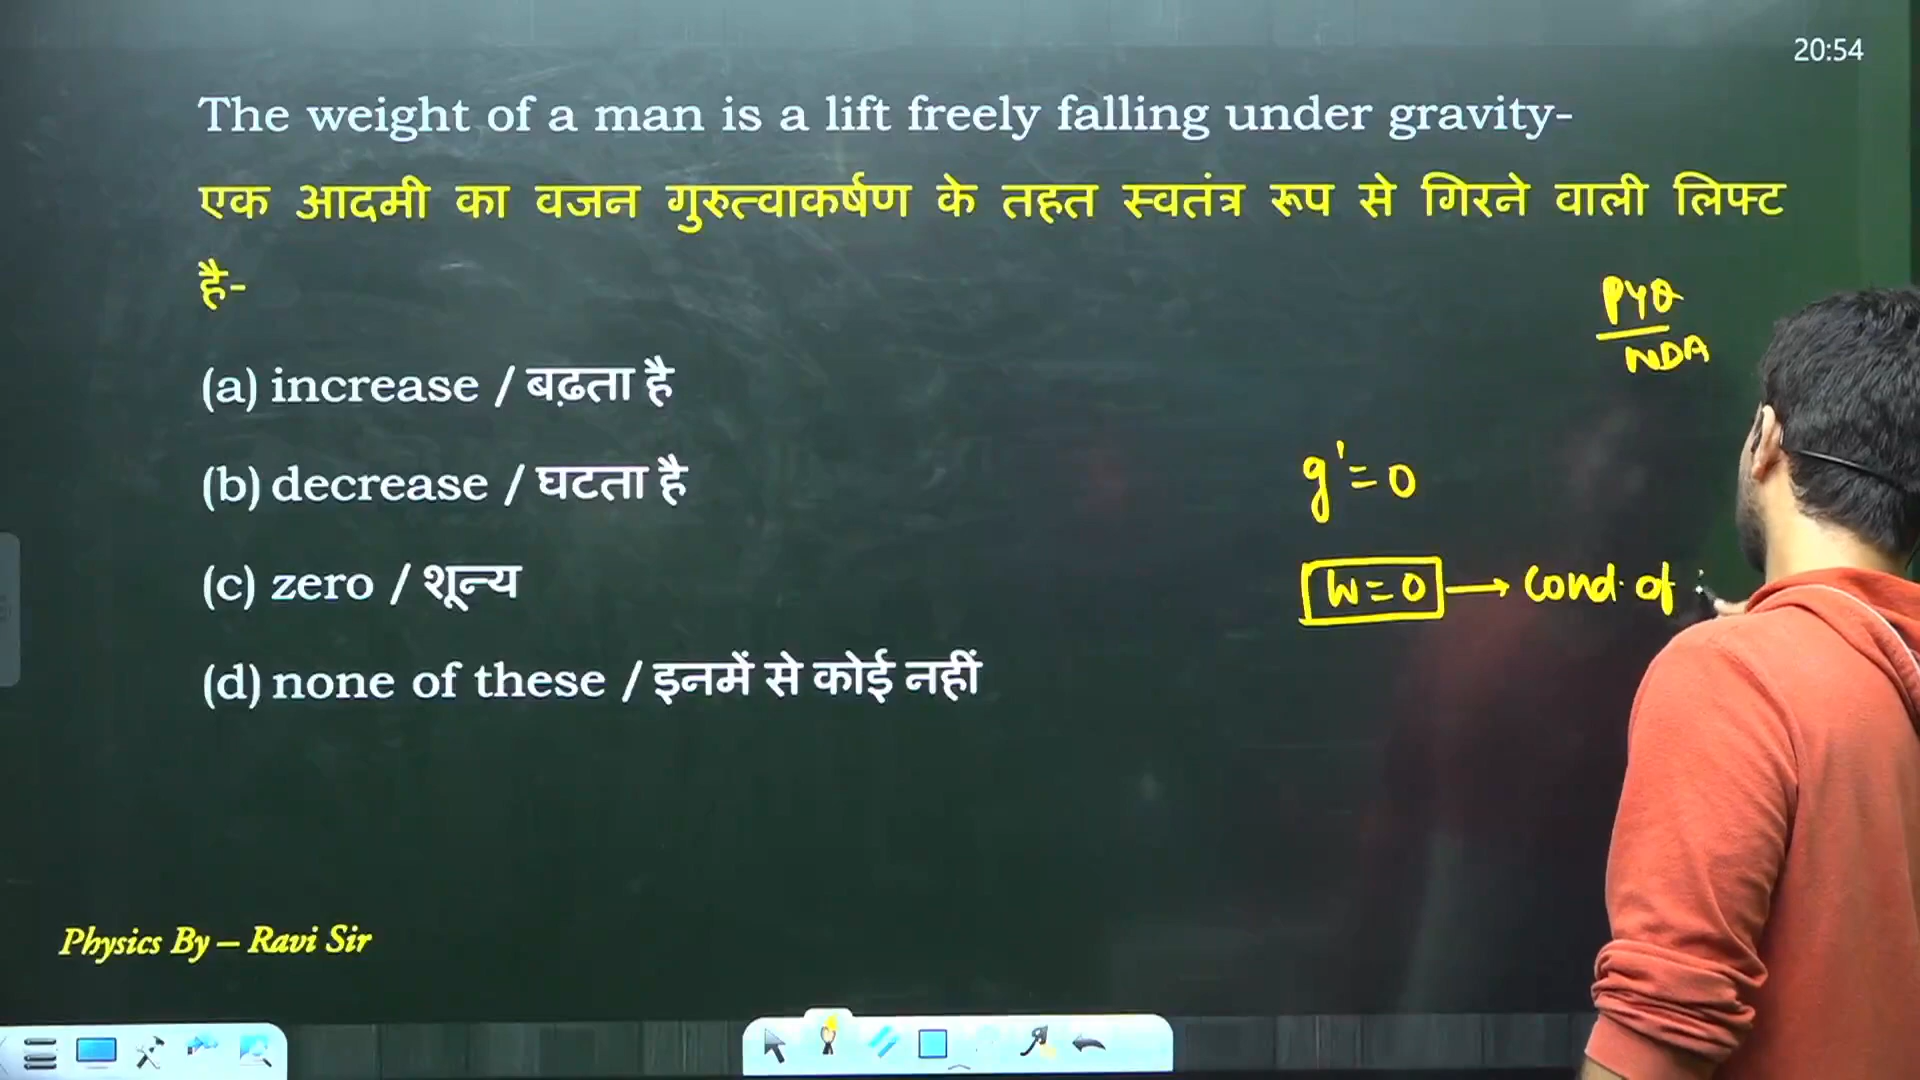 20:54
The weight of a man is a lift freely falling under gravity-
एक आदमी का वजन गुरुत्वाकर्षण के तहत स्वतंत्र रूप से गिरने वाली लिफ्ट
है-
PYQ
NDA
(a) increase / बढ़ता है
(b) decrease / घटता है
g'=0
(c) zero / शून्य
W=0 → Cond. of
(d) none of these / इनमें से कोई नहीं
Physics By – Ravi Sir